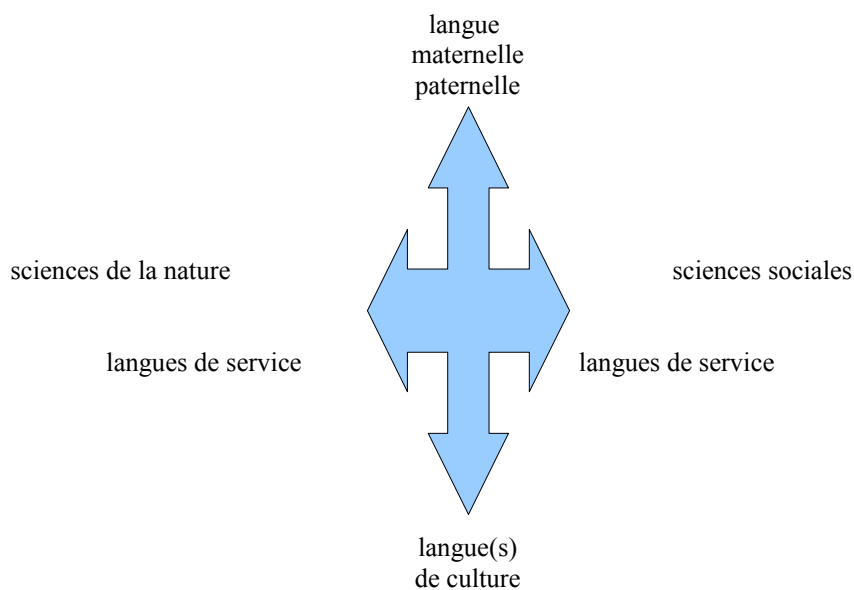 langue
maternelle
paternelle
sciences de la nature
sciences sociales
langues de service
langues de service
langue(s)
de culture